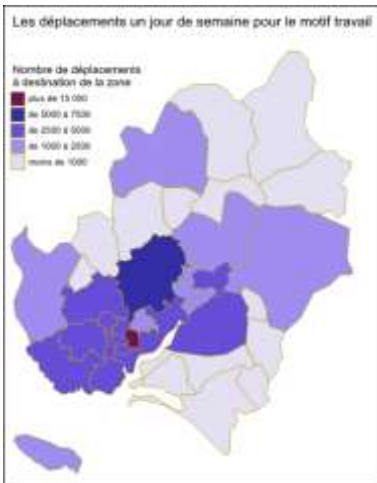 Les déplacements un jour de semaine pour le motif travail
Nombre de déplacements
à destination de la zone
plus de 15 000
de 5000 à 7500
de 2500 à 5000
de 1000 à 2500
moins de 1000